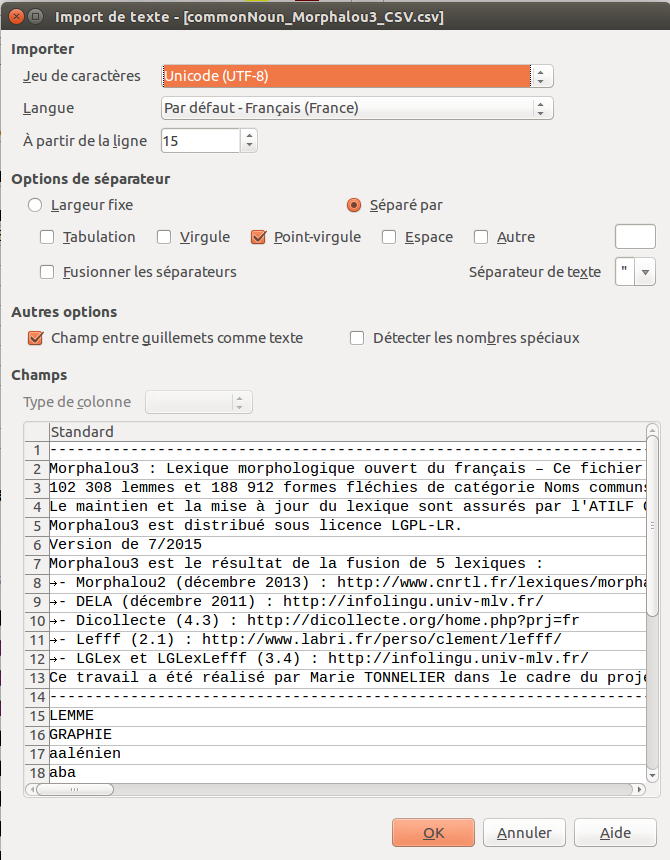 Import de texte - [commonNoun_Morphalou3_CSV.csv]
Importer
Jeu de caractères Unicode (UTF-8)
Langue Par défaut - Français (France)
À partir de la ligne 15
Options de séparateur
Largeur fixe Séparé par
Tabulation Virgule Point-virgule Espace Autre
Fusionner les séparateurs Séparateur de texte "
Autres options
Champ entre guillemets comme texte Détecter les nombres spéciaux
Champs
Type de colonne
Standard
1 --------------------------------------------------------------------
2 Morphalou3 : Lexique morphologique ouvert du français – Ce fichier
3 102 308 lemmes et 188 912 formes fléchies de catégorie Noms communs
4 Le maintien et la mise à jour du lexique sont assurés par l'ATILF
5 Morphalou3 est distribué sous licence LGPL-LR.
6 Version de 7/2015
7 Morphalou3 est le résultat de la fusion de 5 lexiques :
8 →- Morphalou2 (décembre 2013) : http://www.cnrtl.fr/lexiques/morpha
9 →- DELA (décembre 2011) : http://infolingu.univ-mlv.fr/
10 →- Dicollecte (4.3) : http://dicollecte.org/home.php?prj=fr
11 →- Lefff (2.1) : http://www.labri.fr/perso/clement/lefff/
12 →- LGLex et LGLexLefff (3.4) : http://infolingu.univ-mlv.fr/
13 Ce travail a été réalisé par Marie TONNELIER dans le cadre du proje
14 --------------------------------------------------------------------
15 LEMME
16 GRAPHIE
17 aalénien
18 aba
OK Annuler Aide